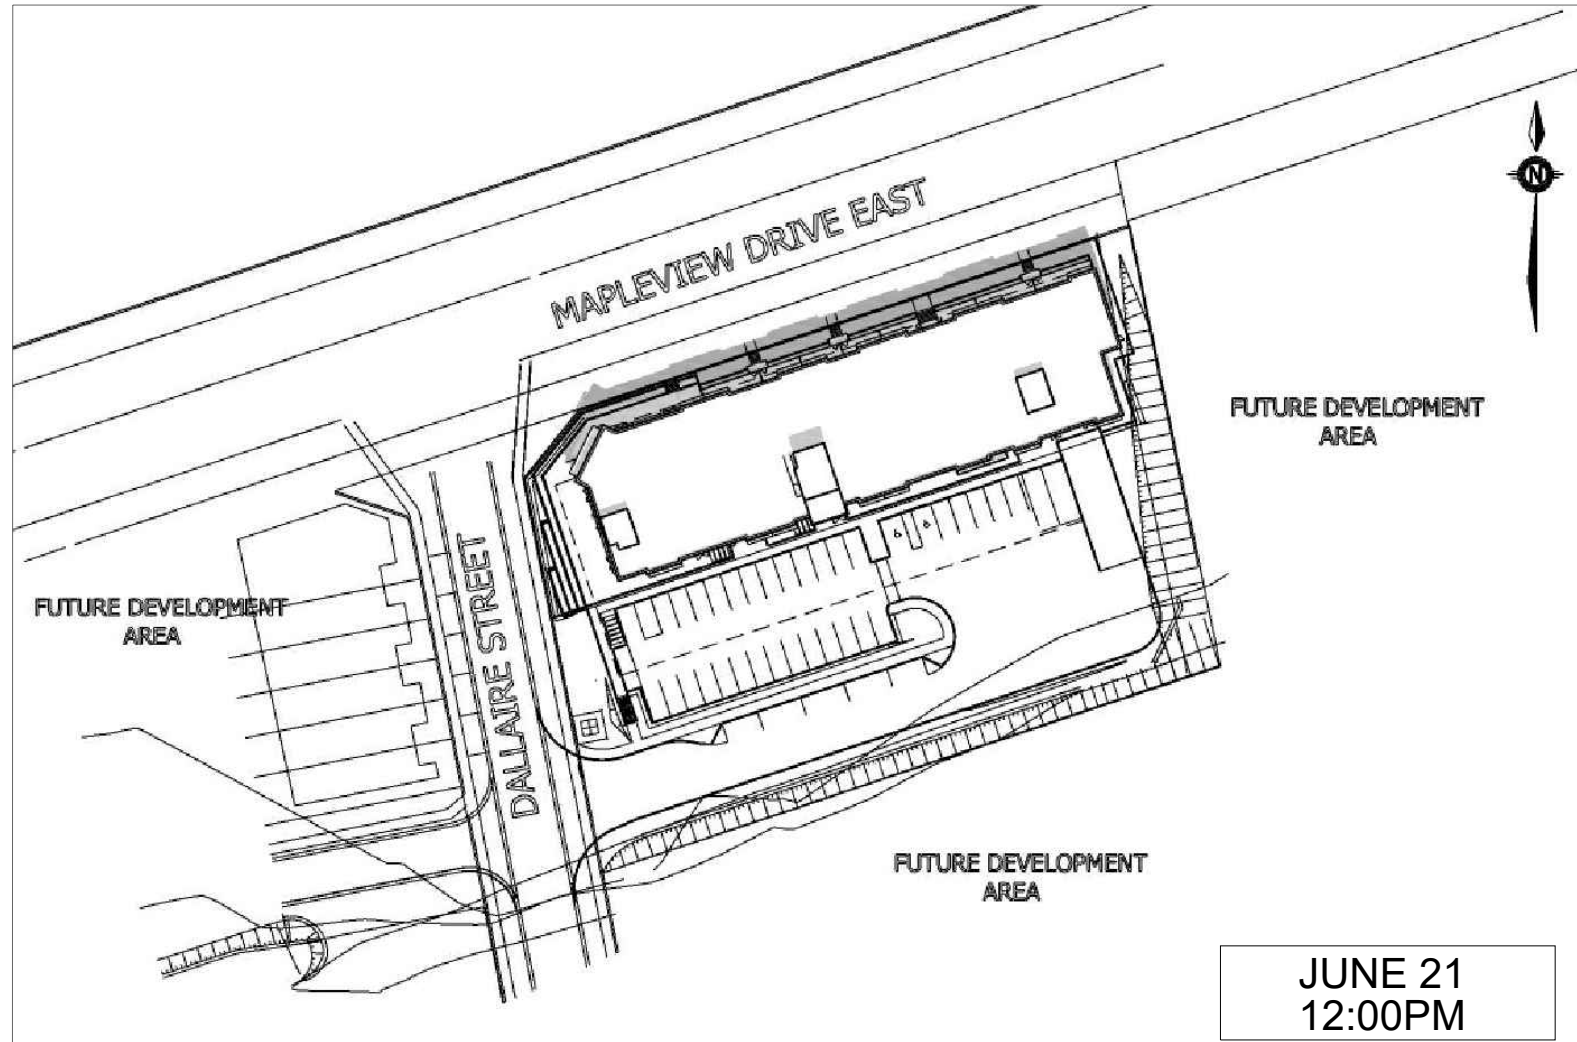 MAPLEVIEW DRIVE EAST
N
FUTURE DEVELOPMENT
AREA
DALLAIRE STREET
FUTURE DEVELOPMENT
AREA
FUTURE DEVELOPMENT
AREA
JUNE 21
12:00PM